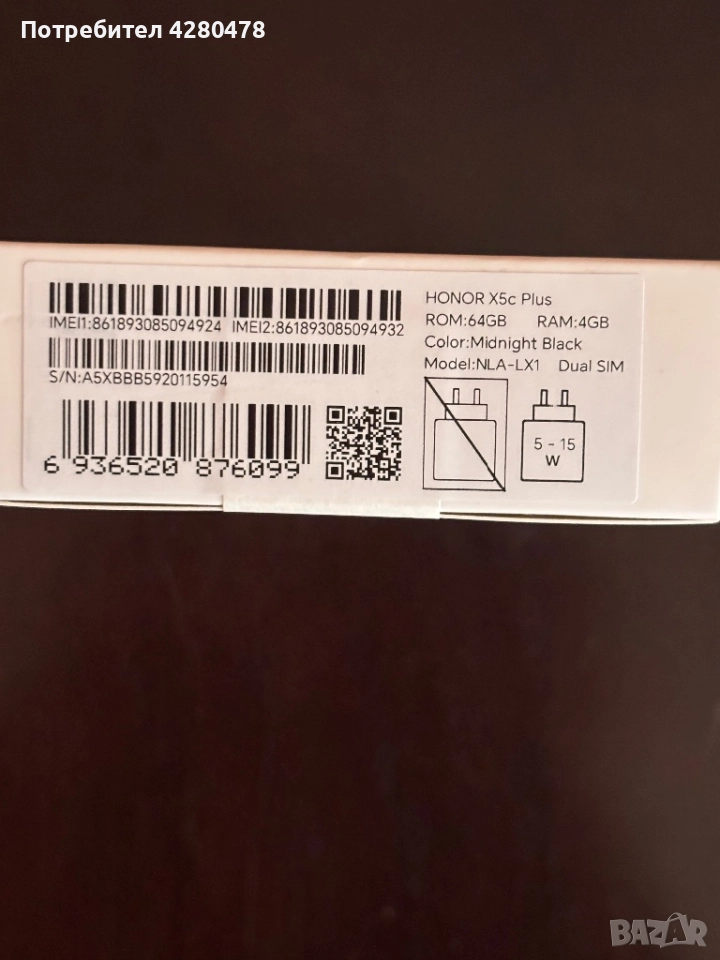 Потребител 4280478
IMEI1:861893085094924 IMEI2:861893085094932
S/N:A5XBBB5920115954
6 936520 876099
HONOR X5c Plus
ROM:64GB RAM:4GB
Color:Midnight Black
Model:NLA-LX1 Dual SIM
5 - 15
W
BAZAR